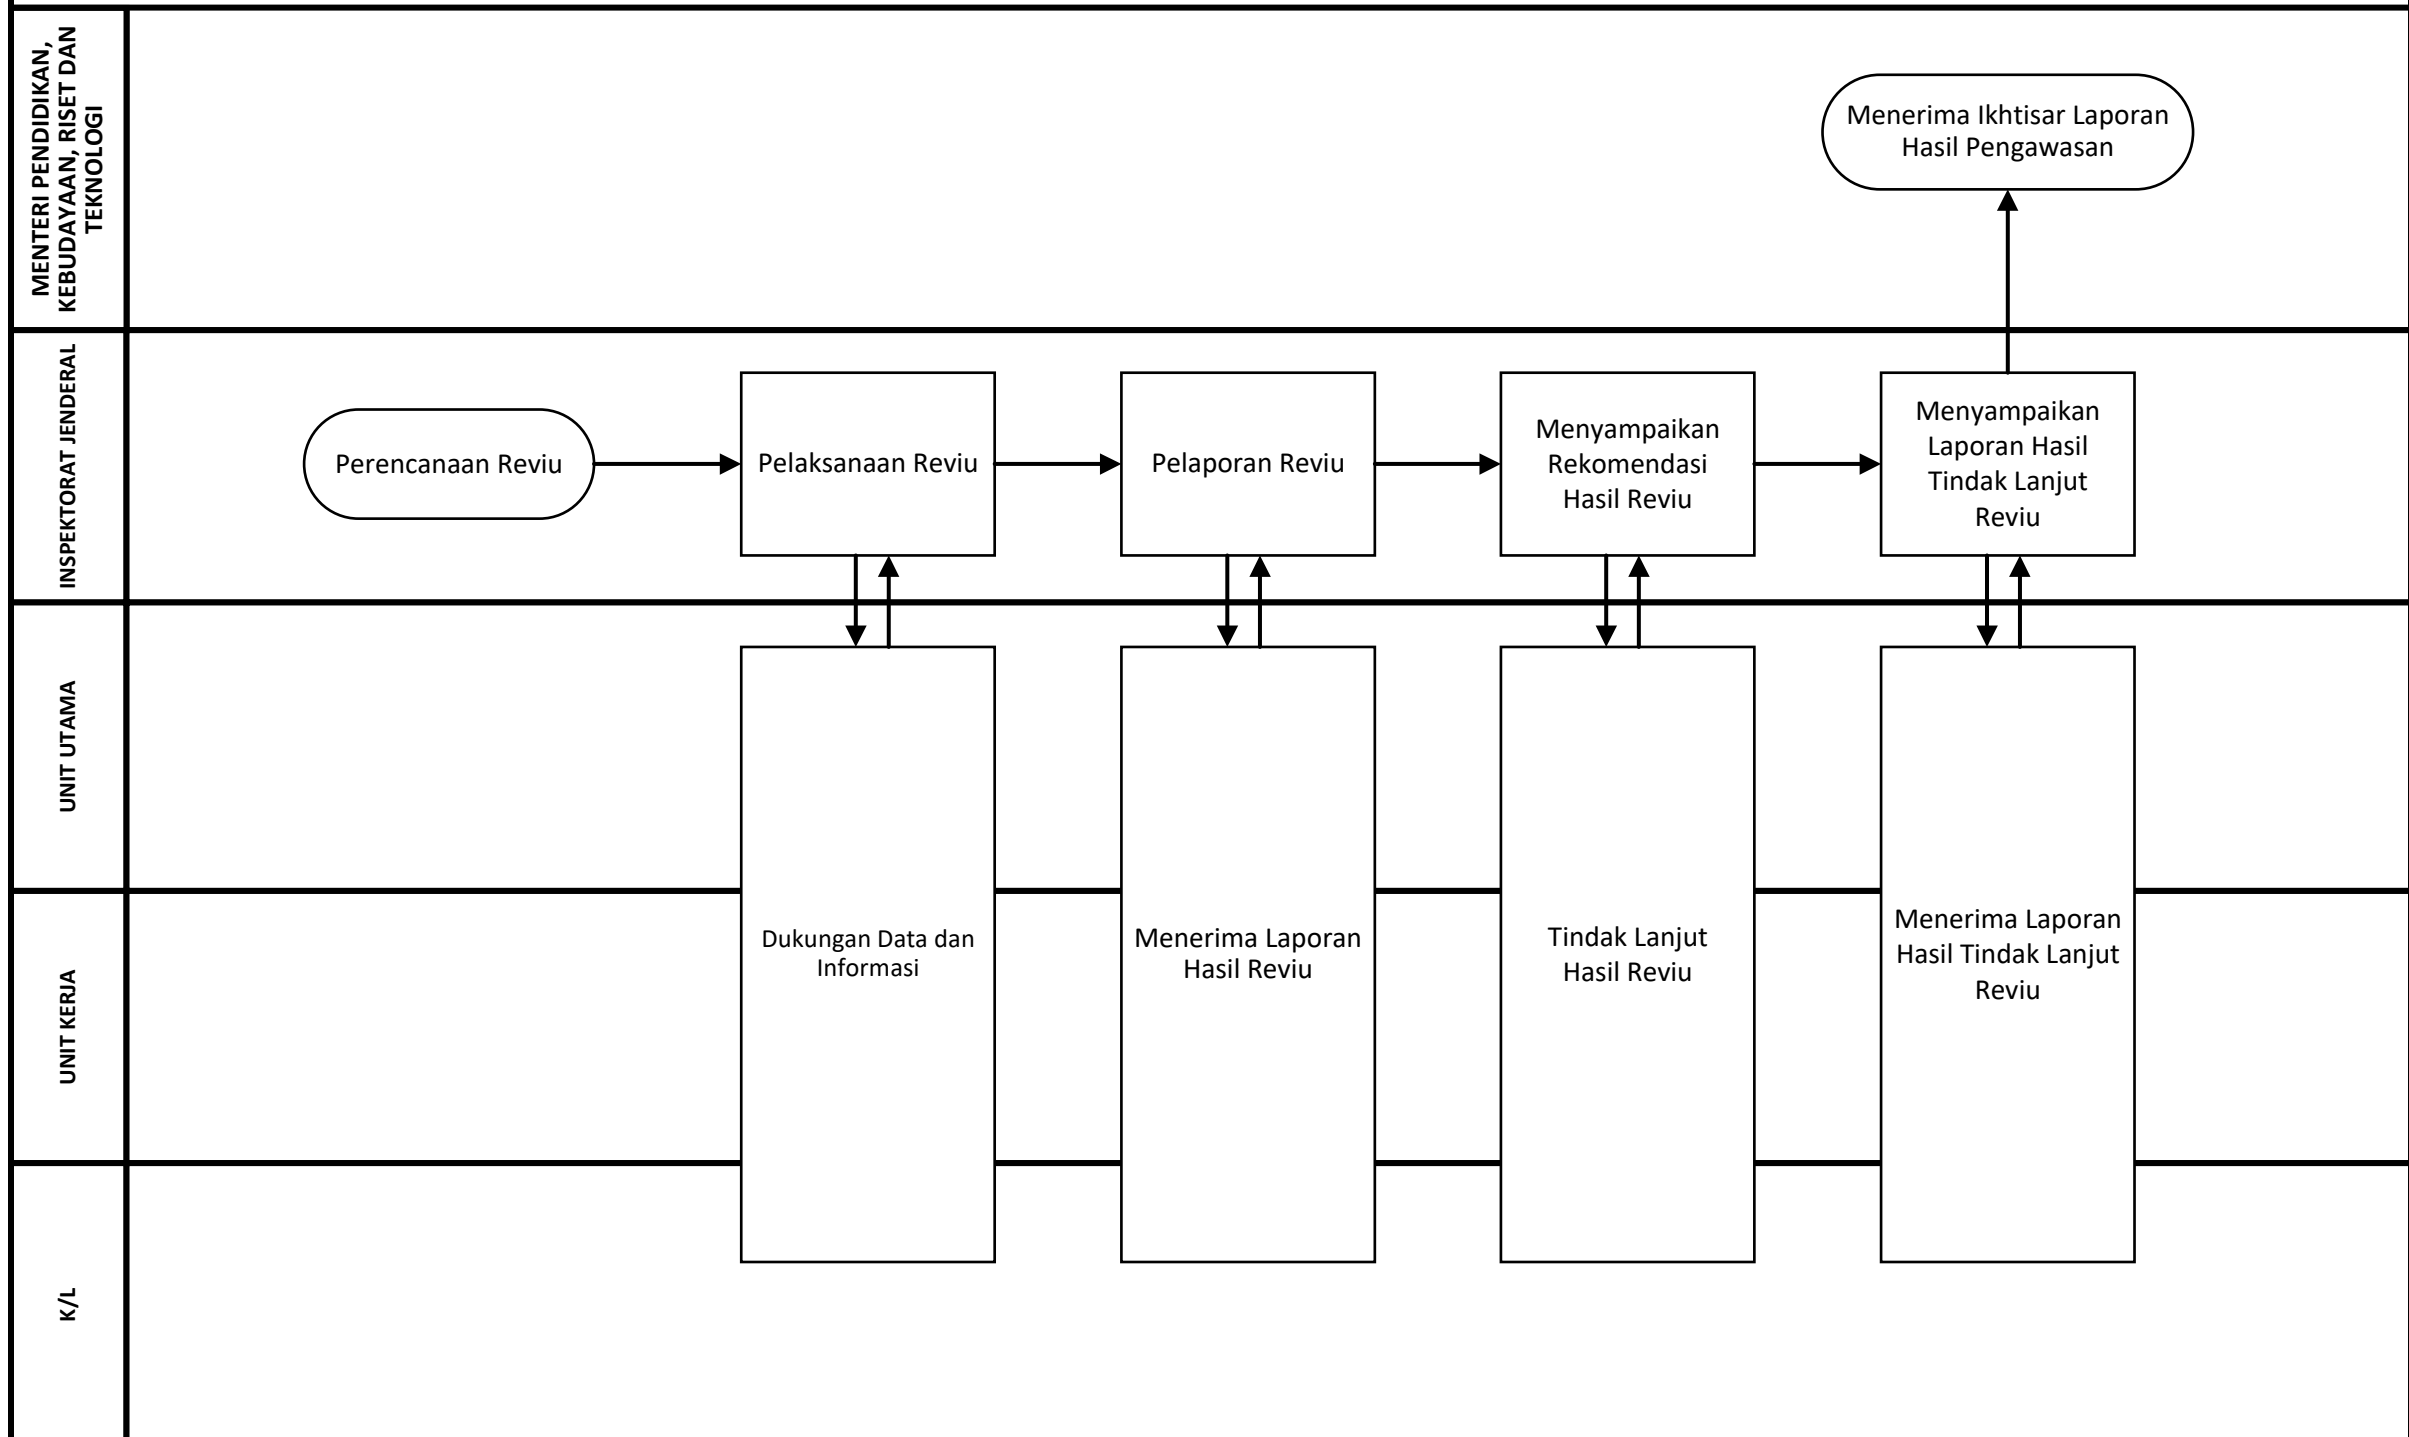 MENTERI PENDIDIKAN,
KEBUDAYAAN, RISET DAN
TEKNOLOGI
Menerima Ikhtisar Laporan
Hasil Pengawasan
INSPEKTORAT JENDERAL
Perencanaan Reviu
Pelaksanaan Reviu
Pelaporan Reviu
Menyampaikan
Rekomendasi
Hasil Reviu
Menyampaikan
Laporan Hasil
Tindak Lanjut
Reviu
UNIT UTAMA
UNIT KERJA
Dukungan Data dan
Informasi
Menerima Laporan
Hasil Reviu
Tindak Lanjut
Hasil Reviu
Menerima Laporan
Hasil Tindak Lanjut
Reviu
K/L